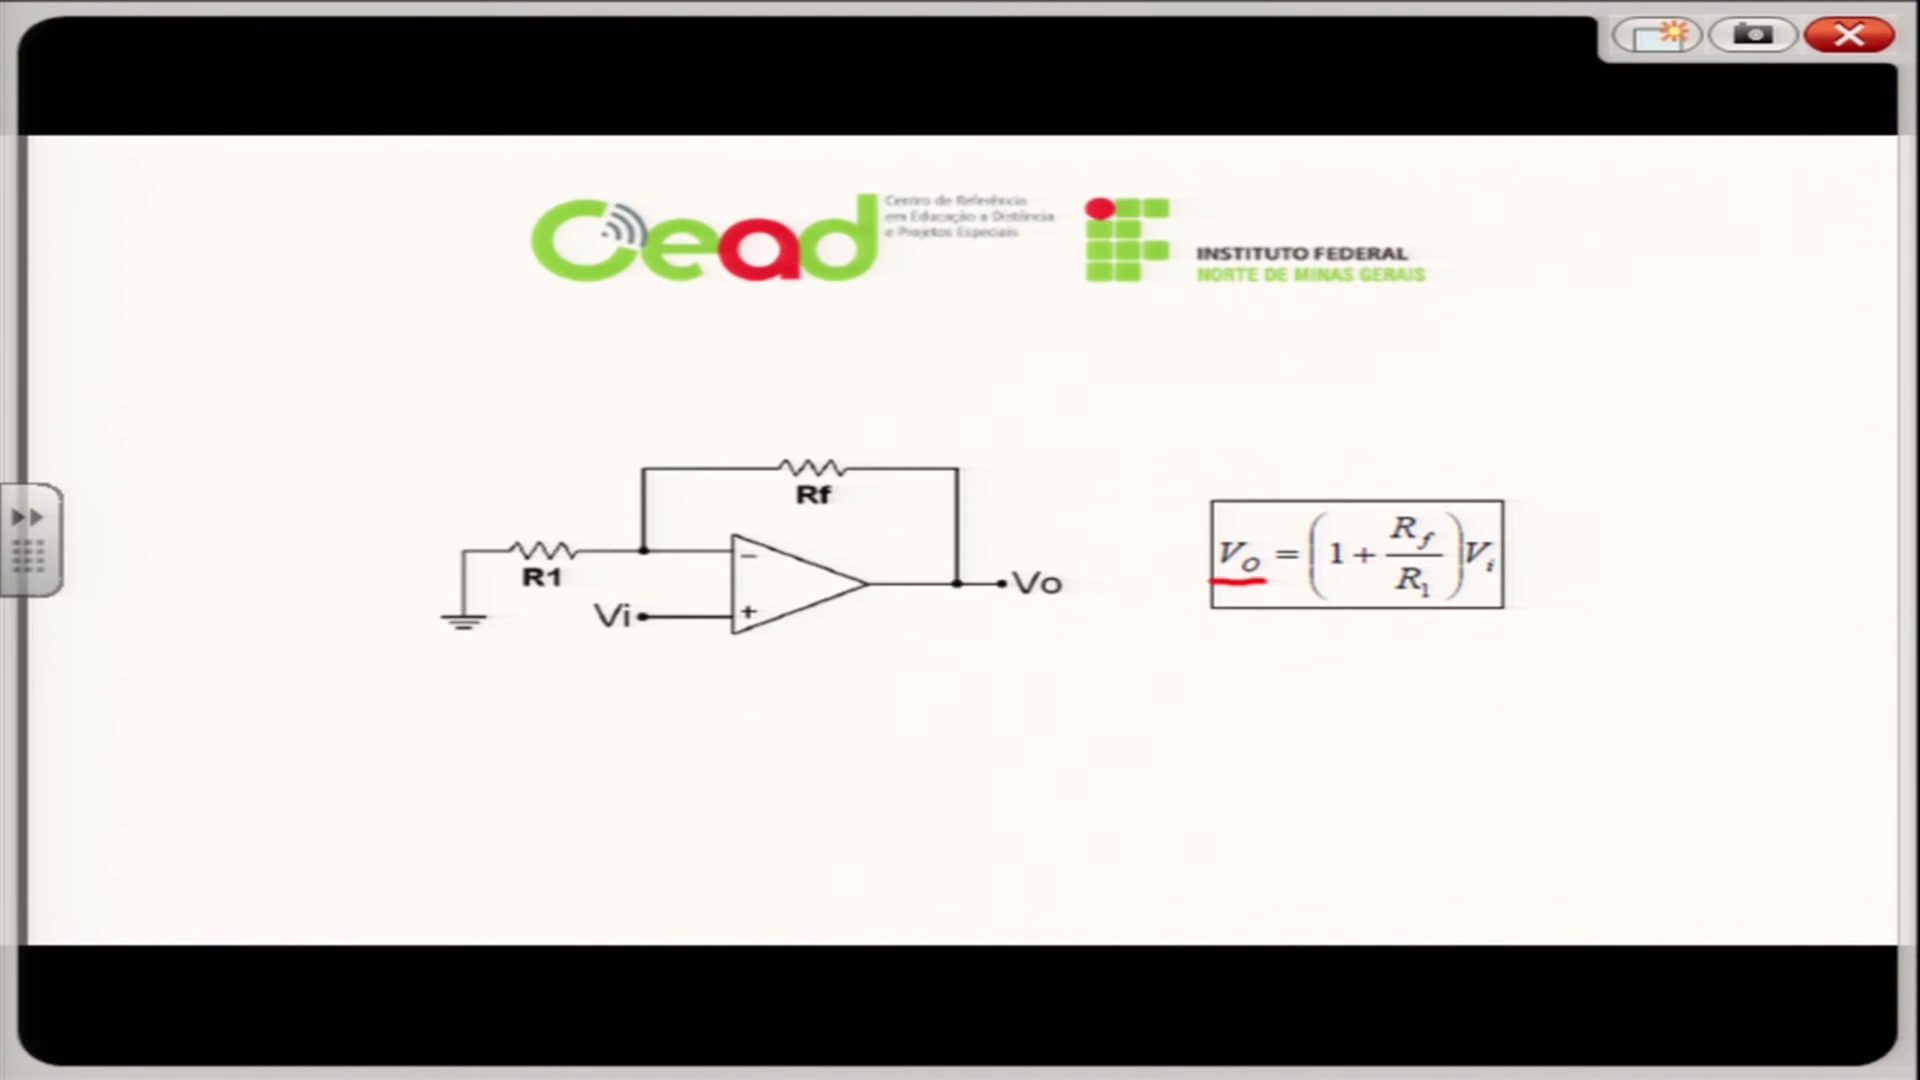 Cead
Centro de Referência
em Educação a Distância
e Projetos Especiais
INSTITUTO FEDERAL
NORTE DE MINAS GERAIS
Rf
R1
Vi
−
+
Vo
V_O = (1 + R_f / R_1) V_i